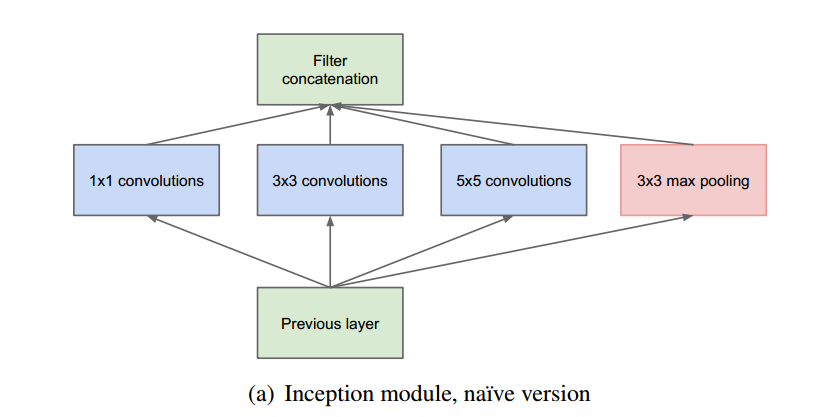 Filter
concatenation
1x1 convolutions
3x3 convolutions
5x5 convolutions
3x3 max pooling
Previous layer
(a) Inception module, naïve version